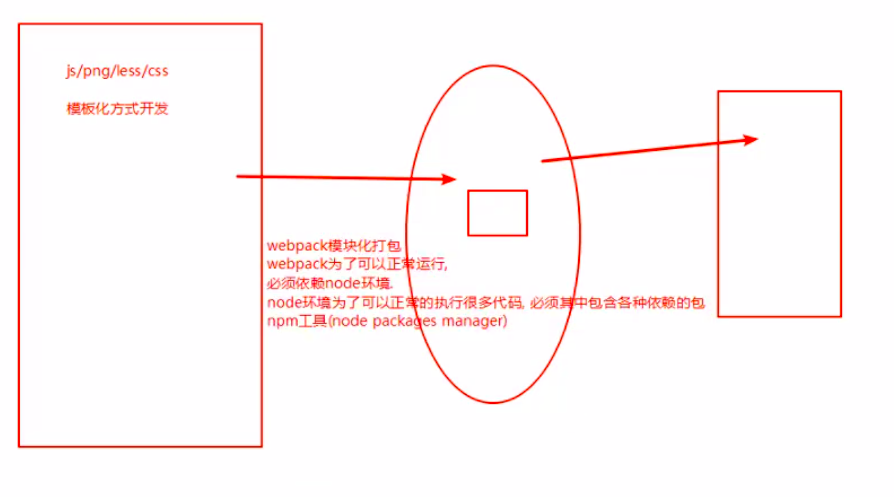 js/png/less/css
模板化方式开发
webpack模块化打包
webpack为了可以正常运行,
必须依赖node环境.
node环境为了可以正常的执行很多代码, 必须其中包含各种依赖的包
npm工具(node packages manager)